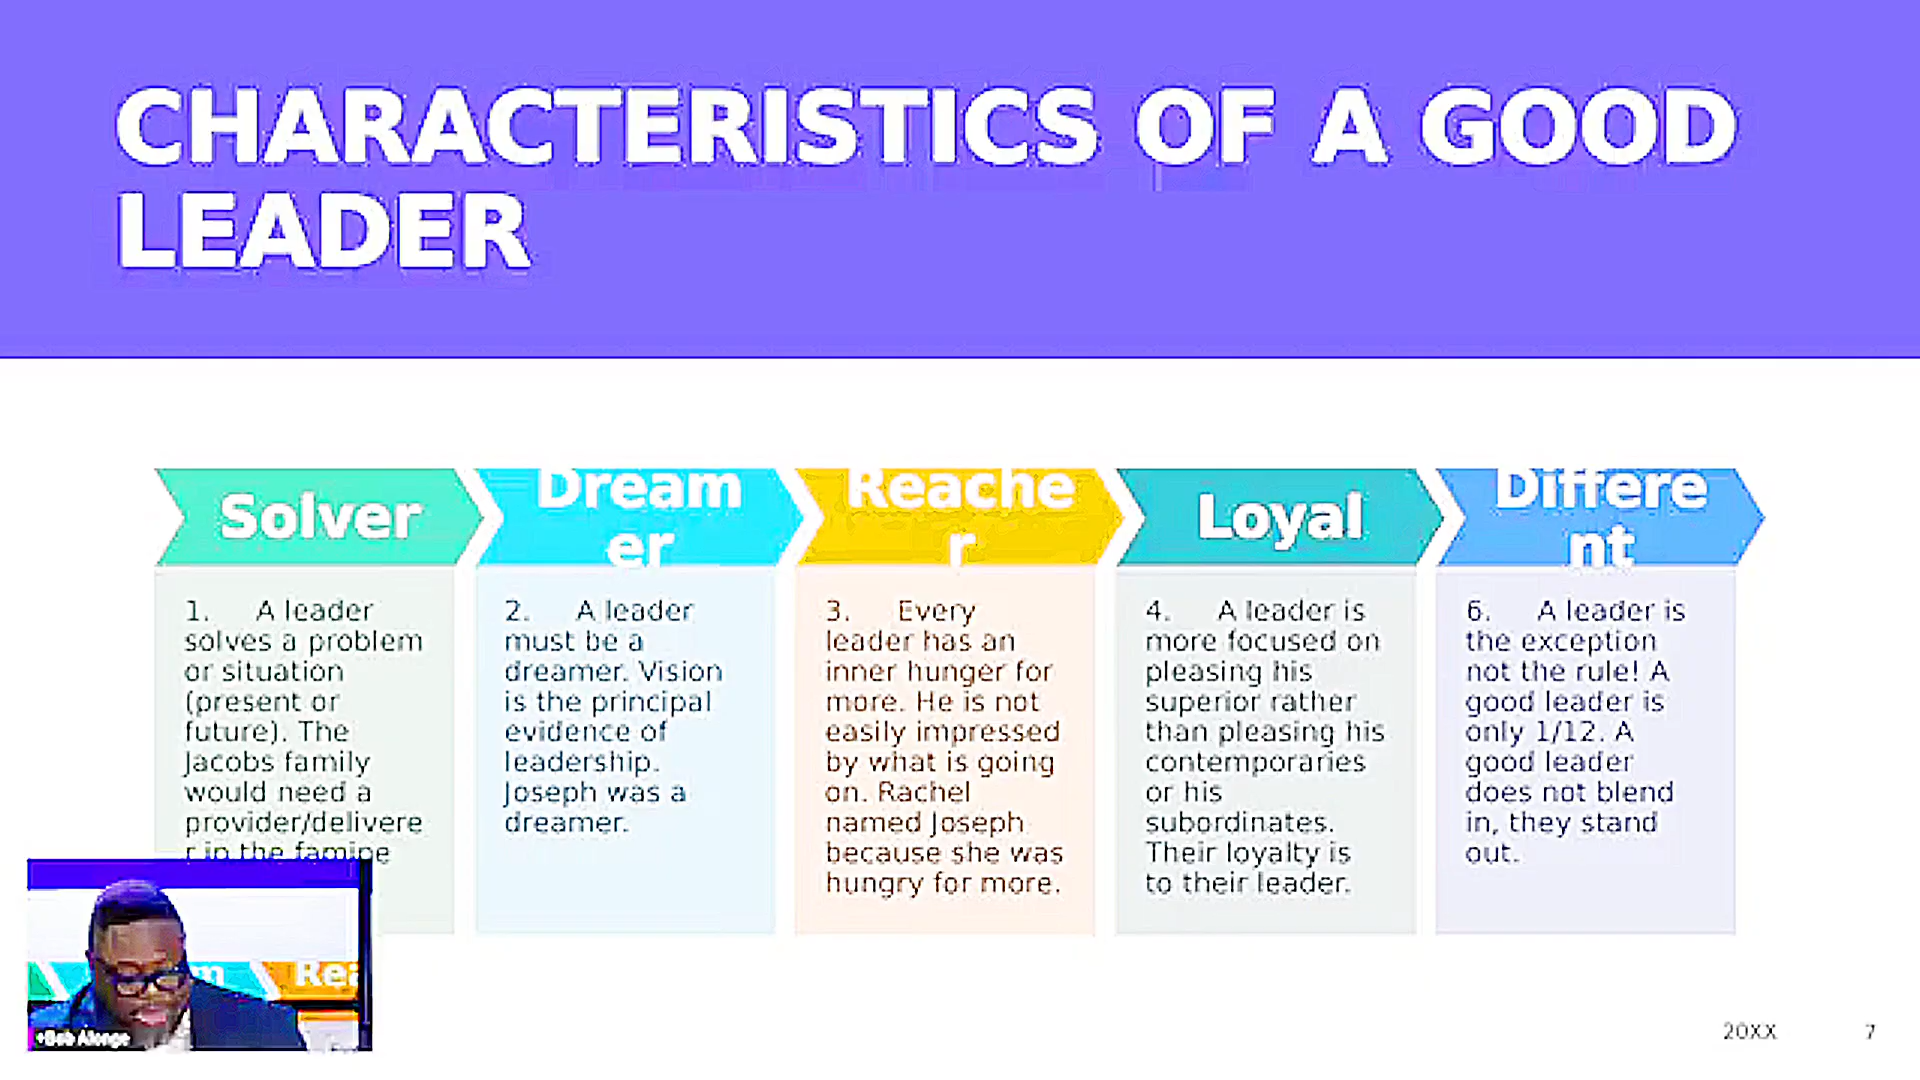 CHARACTERISTICS OF A GOOD
LEADER
Solver
Dream
er
Reache
r
Loyal
Differe
nt
1. A leader
solves a problem
or situation
(present or
future). The
Jacobs family
would need a
provider/delivere
r in the famine
2. A leader
must be a
dreamer. Vision
is the principal
evidence of
leadership.
Joseph was a
dreamer.
3. Every
leader has an
inner hunger for
more. He is not
easily impressed
by what is going
on. Rachel
named Joseph
because she was
hungry for more.
4. A leader is
more focused on
pleasing his
superior rather
than pleasing his
contemporaries
or his
subordinates.
Their loyalty is
to their leader.
6. A leader is
the exception
not the rule! A
good leader is
only 1/12. A
good leader
does not blend
in, they stand
out.
m
Rea
+Bob Alonge
20XX
7